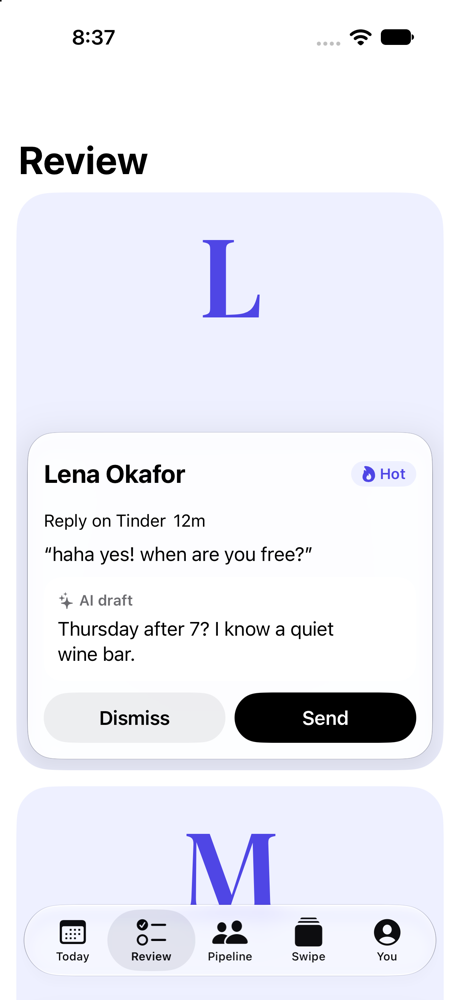 8:37
Review
L
Lena Okafor
Hot
Reply on Tinder 12m
“haha yes! when are you free?”
AI draft
Thursday after 7? I know a quiet
wine bar.
Dismiss
Send
M
Today
Review
Pipeline
Swipe
You